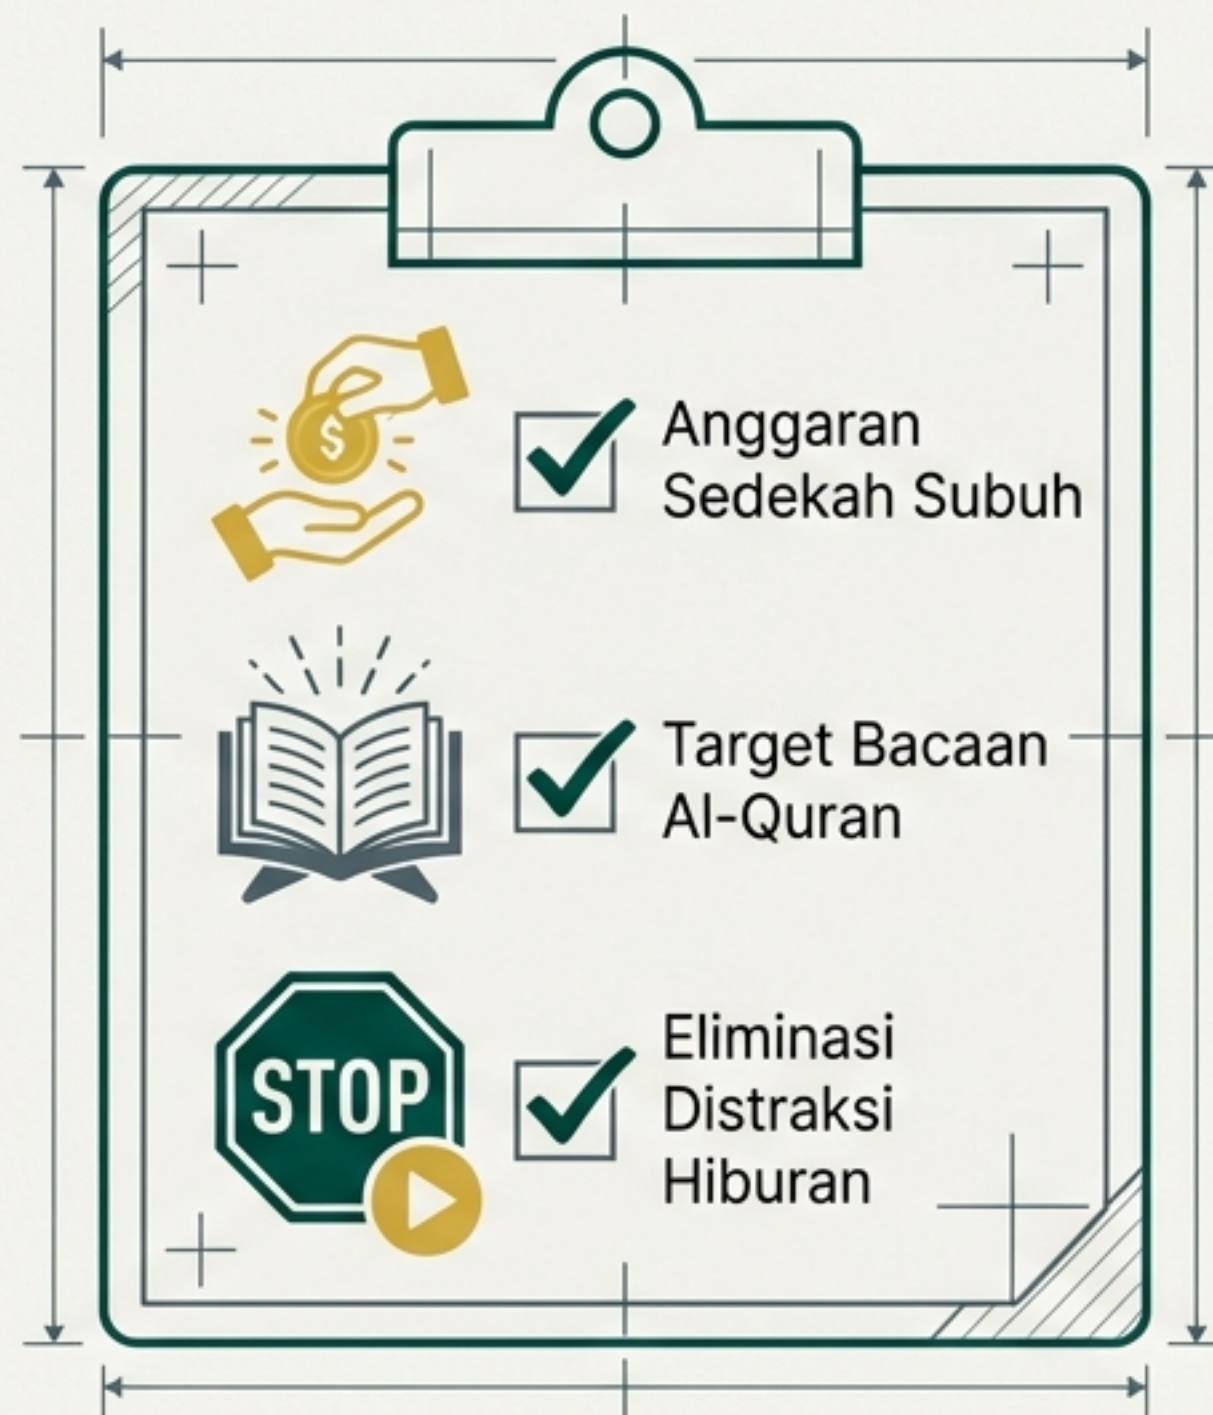 $
Anggaran
Sedekah Subuh
Target Bacaan
Al-Quran
STOP
Eliminasi
Distraksi
Hiburan